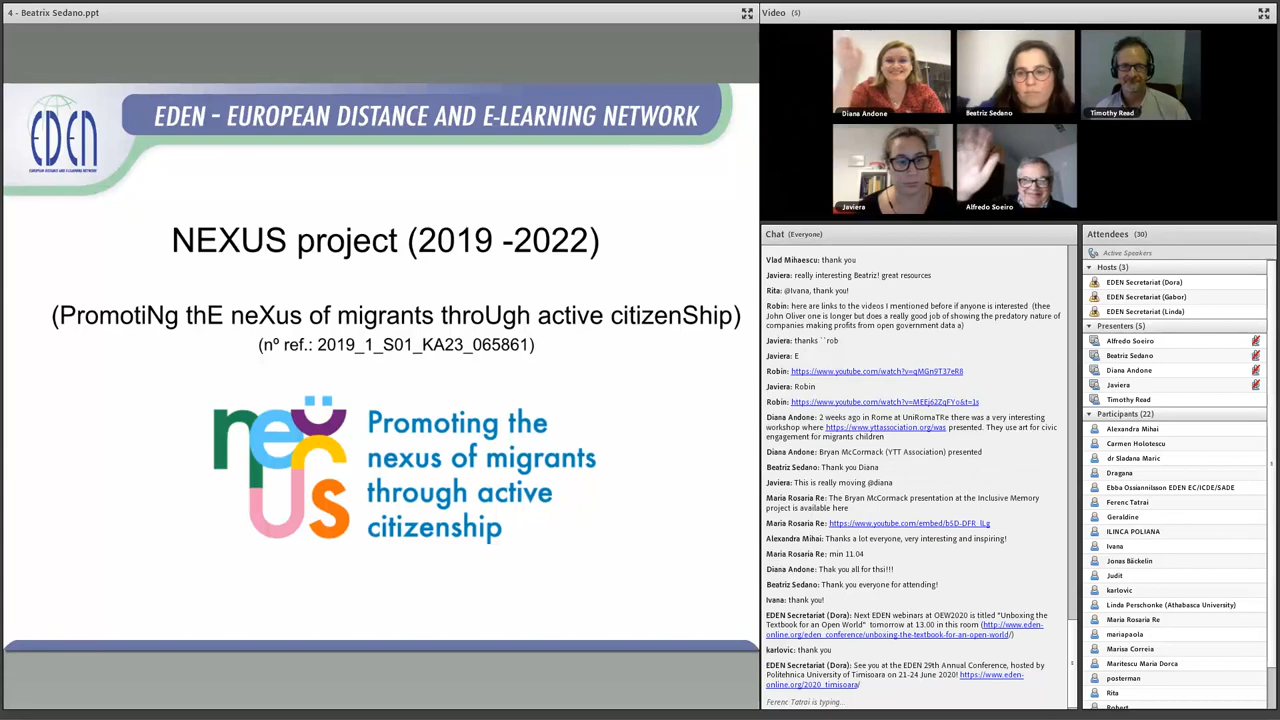 4 - Beatrix Sedano.ppt
EDEN
EUROPEAN DISTANCE AND E-LEARNING NETWORK
EDEN - EUROPEAN DISTANCE AND E-LEARNING NETWORK
NEXUS project (2019 -2022)
(PromotiNg thE neXus of migrants throUgh active citizenShip)
(nº ref.: 2019_1_S01_KA23_065861)
nexus
Promoting the
nexus of migrants
through active
citizenship
Video (5)
Diana Andone
Beatriz Sedano
Timothy Read
Javiera
Alfredo Soeiro
Chat (Everyone)
Vlad Mihaescu: thank you
Javiera: really interesting Beatriz! great resources
Rita: @Ivana, thank you!
Robin: here are links to the videos I mentioned before if anyone is interested (thee
John Oliver one is longer but does a really good job of showing the predatory nature of
companies making profits from open government data a)
Javiera: thanks ``rob
Javiera: E
Robin: https://www.youtube.com/watch?v=qMGn9T37eR8
Javiera: Robin
Robin: https://www.youtube.com/watch?v=MEEj62ZqFYo&t=1s
Diana Andone: 2 weeks ago in Rome at UniRomaTRe there was a very interesting
workshop where https://www.yttassociation.org/was presented. They use art for civic
engagement for migrants children
Diana Andone: Bryan McCormack (YTT Association) presented
Beatriz Sedano: Thank you Diana
Javiera: This is really moving @diana
Maria Rosaria Re: The Bryan McCormack presentation at the Inclusive Memory
project is available here
Maria Rosaria Re: https://www.youtube.com/embed/b5D-DFR_lLg
Alexandra Mihai: Thanks a lot everyone, very interesting and inspiring!
Maria Rosaria Re: min 11.04
Diana Andone: Thak you all for thsi!!!
Beatriz Sedano: Thank you everyone for attending!
Ivana: thank you!
EDEN Secretariat (Dora): Next EDEN webinars at OEW2020 is titled "Unboxing the
Textbook for an Open World" tomorrow at 13.00 in this room (http://www.eden-
online.org/eden_conference/unboxing-the-textbook-for-an-open-world/)
karlovic: thank you
EDEN Secretariat (Dora): See you at the EDEN 29th Annual Conference, hosted by
Politehnica University of Timisoara on 21-24 June 2020! https://www.eden-
online.org/2020_timisoara/
Ferenc Tatrai is typing...
Attendees (30)
Active Speakers
Hosts (3)
EDEN Secretariat (Dora)
EDEN Secretariat (Gabor)
EDEN Secretariat (Linda)
Presenters (5)
Alfredo Soeiro
Beatriz Sedano
Diana Andone
Javiera
Timothy Read
Participants (22)
Alexandra Mihai
Carmen Holotescu
dr Sladana Maric
Dragana
Ebba Ossiannilsson EDEN EC/ICDE/SADE
Ferenc Tatrai
Geraldine
ILINCA POLIANA
Ivana
Jonas Bäckelin
Judit
karlovic
Linda Perschonke (Athabasca University)
Maria Rosaria Re
mariapaola
Marisa Correia
Maritescu Maria Dorca
posterman
Rita
Robert